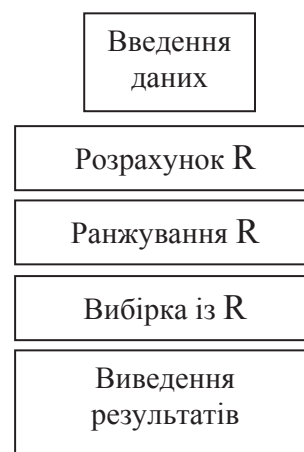 Введення
даних
Розрахунок R
Ранжування R
Вибірка із R
Виведення
результатів